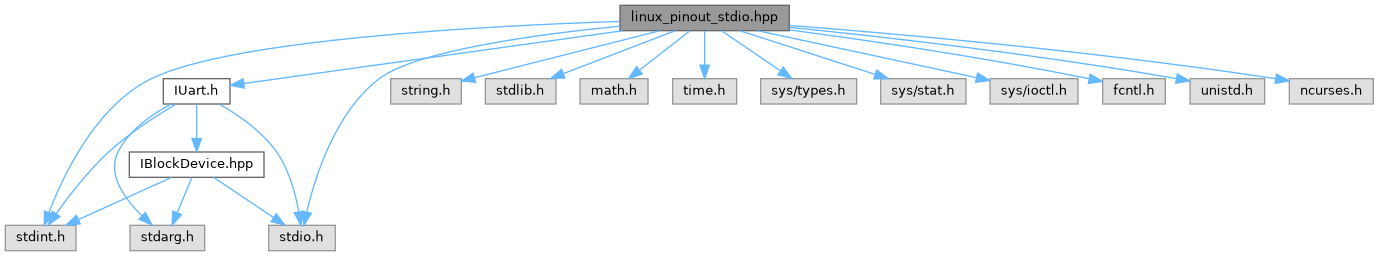 linux_pinout_stdio.hpp
IUart.h
string.h
stdlib.h
math.h
time.h
sys/types.h
sys/stat.h
sys/ioctl.h
fcntl.h
unistd.h
ncurses.h
IBlockDevice.hpp
stdint.h
stdarg.h
stdio.h